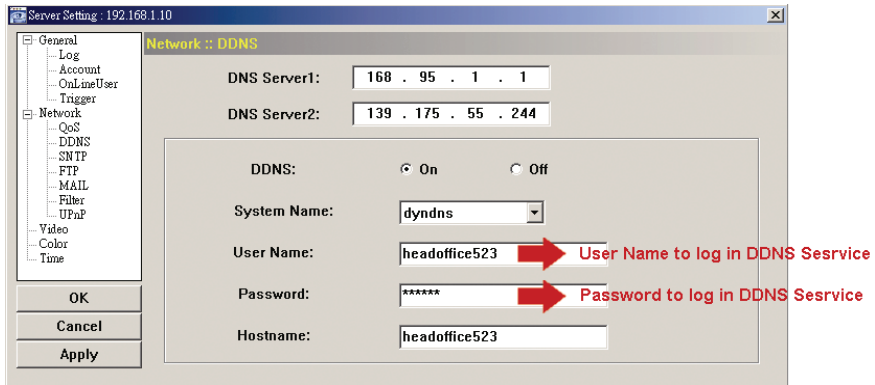 Server Setting : 192.168.1.10
General
Log
Account
OnLineUser
Trigger
Network
QoS
DDNS
SNTP
FTP
MAIL
Filter
UPnP
Video
Color
Time
OK
Cancel
Apply
Network :: DDNS
DNS Server1: 168 . 95 . 1 . 1
DNS Server2: 139 . 175 . 55 . 244
DDNS: On Off
System Name: dyndns
User Name: headoffice523 User Name to log in DDNS Sesrvice
Password: ****** Password to log in DDNS Sesrvice
Hostname: headoffice523